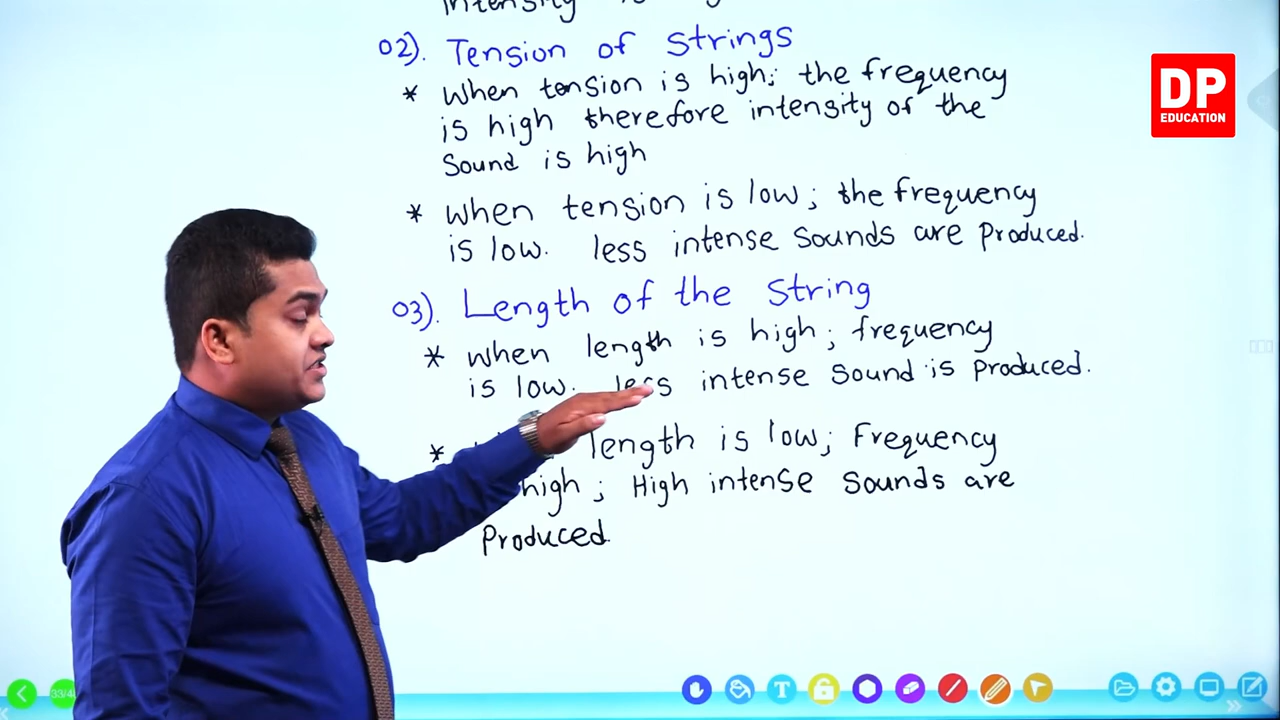 02). Tension of Strings
* When tension is high; the frequency
is high therefore intensity of the
Sound is high
* When tension is low; the frequency
is low. less intense Sounds are Produced.
03). Length of the String
* When length is high; frequency
is low. less intense Sound is Produced.
* length is low; Frequency
high; High intense Sounds are
Produced.
DP
EDUCATION
T